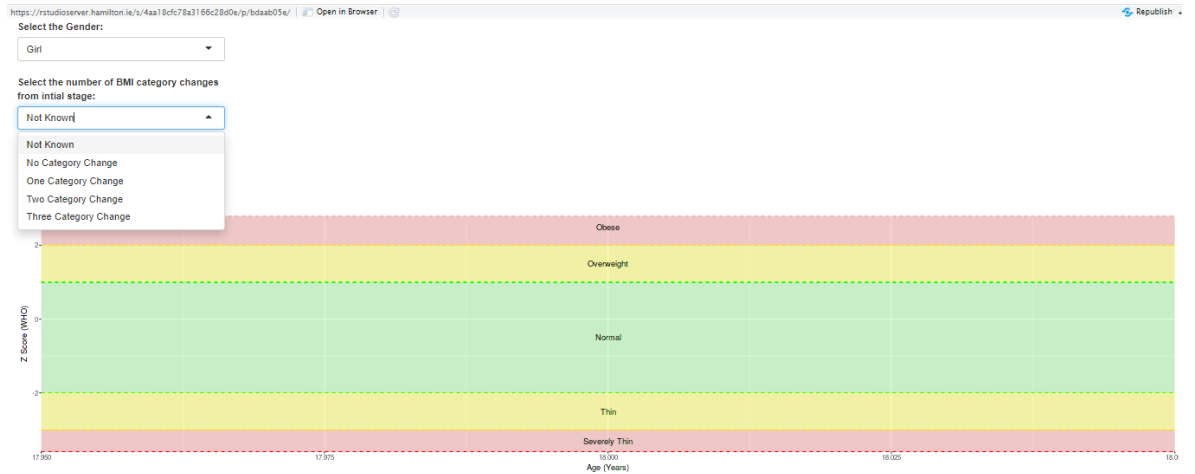 https://rstudioserver.hamilton.ie/s/4aa18cfc78a3166c28d0e/p/bdaab05e/ Open in Browser Republish
Select the Gender:
Girl
Select the number of BMI category changes
from intial stage:
Not Known
Not Known
No Category Change
One Category Change
Two Category Change
Three Category Change
Obese
2
Overweight
Z Score (WHO)
0
Normal
-2
Thin
Severely Thin
17.950 17.975 18.000 18.025 18.0
Age (Years)